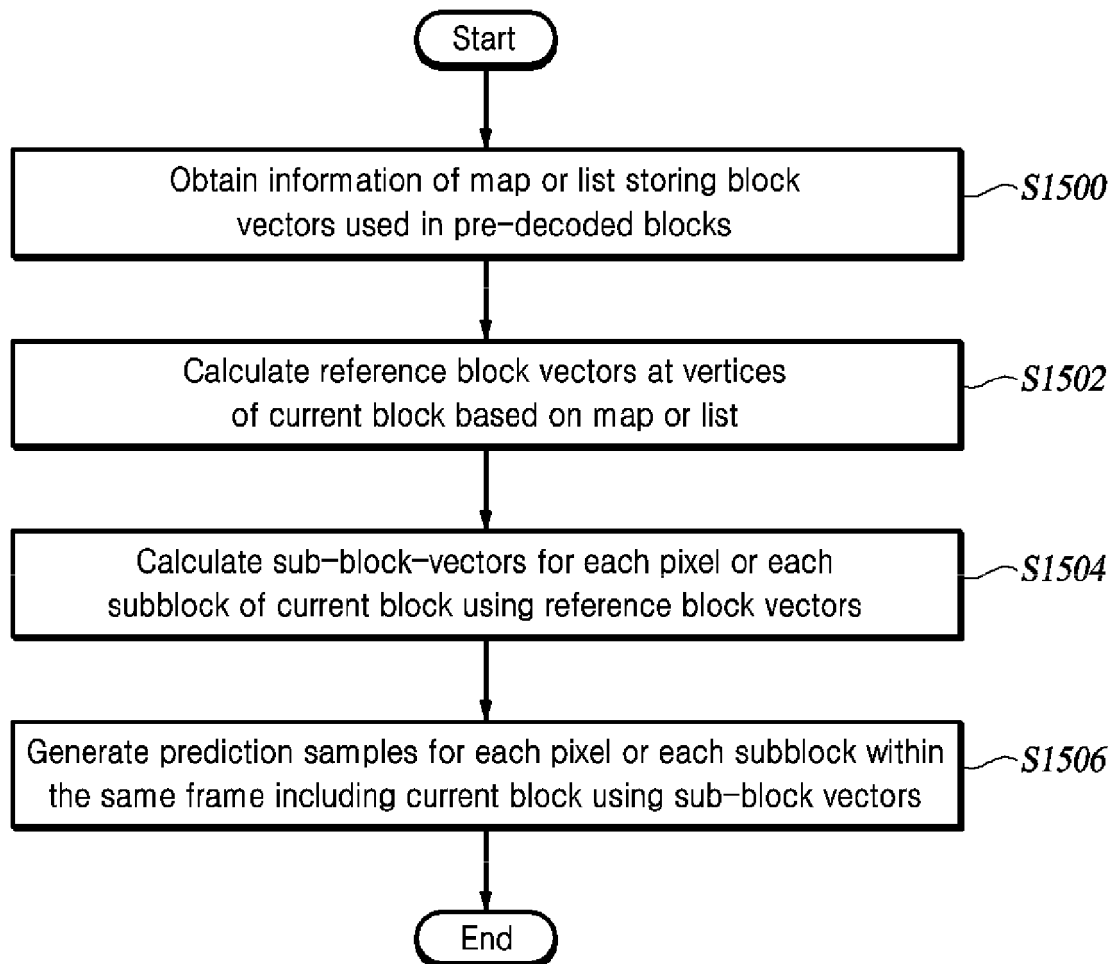 Start
Obtain information of map or list storing block
vectors used in pre-decoded blocks
S1500
Calculate reference block vectors at vertices
of current block based on map or list
S1502
Calculate sub-block-vectors for each pixel or each
subblock of current block using reference block vectors
S1504
Generate prediction samples for each pixel or each subblock within
the same frame including current block using sub-block vectors
S1506
End